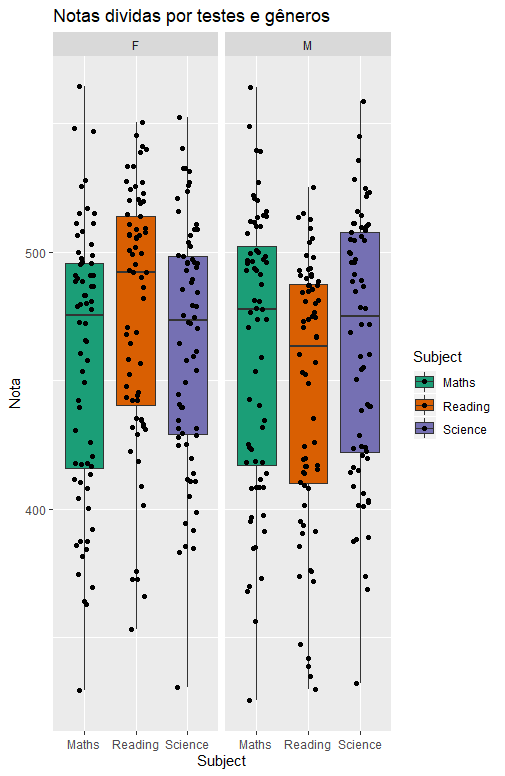 Notas dividas por testes e gêneros
F
M
Nota
500
400
Maths
Reading
Science
Maths
Reading
Science
Subject
Subject
Maths
Reading
Science